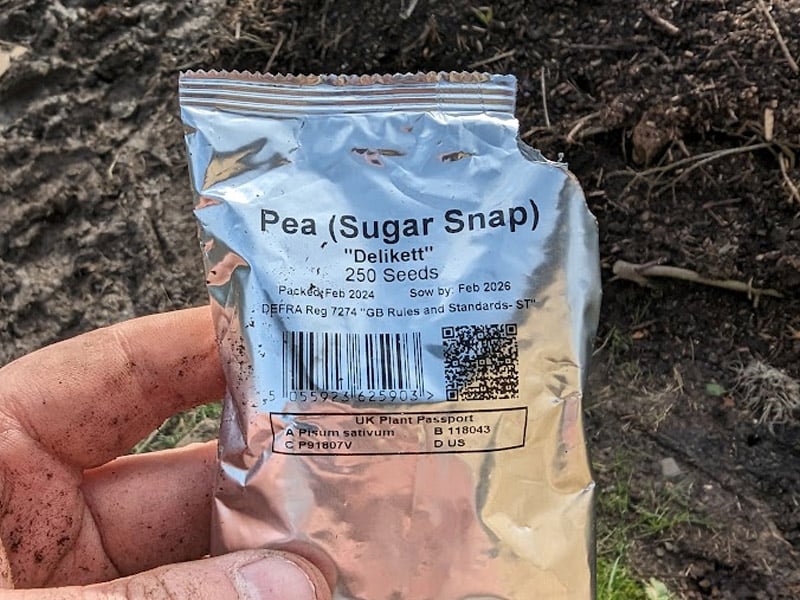 Pea (Sugar Snap)
"Delikett"
250 Seeds
Packed: Feb 2024 Sow by: Feb 2026
DEFRA Reg 7274 "GB Rules and Standards- ST"
5 055923 625903 >
UK Plant Passport
A Pisum sativum B 118043
C P91807V D US